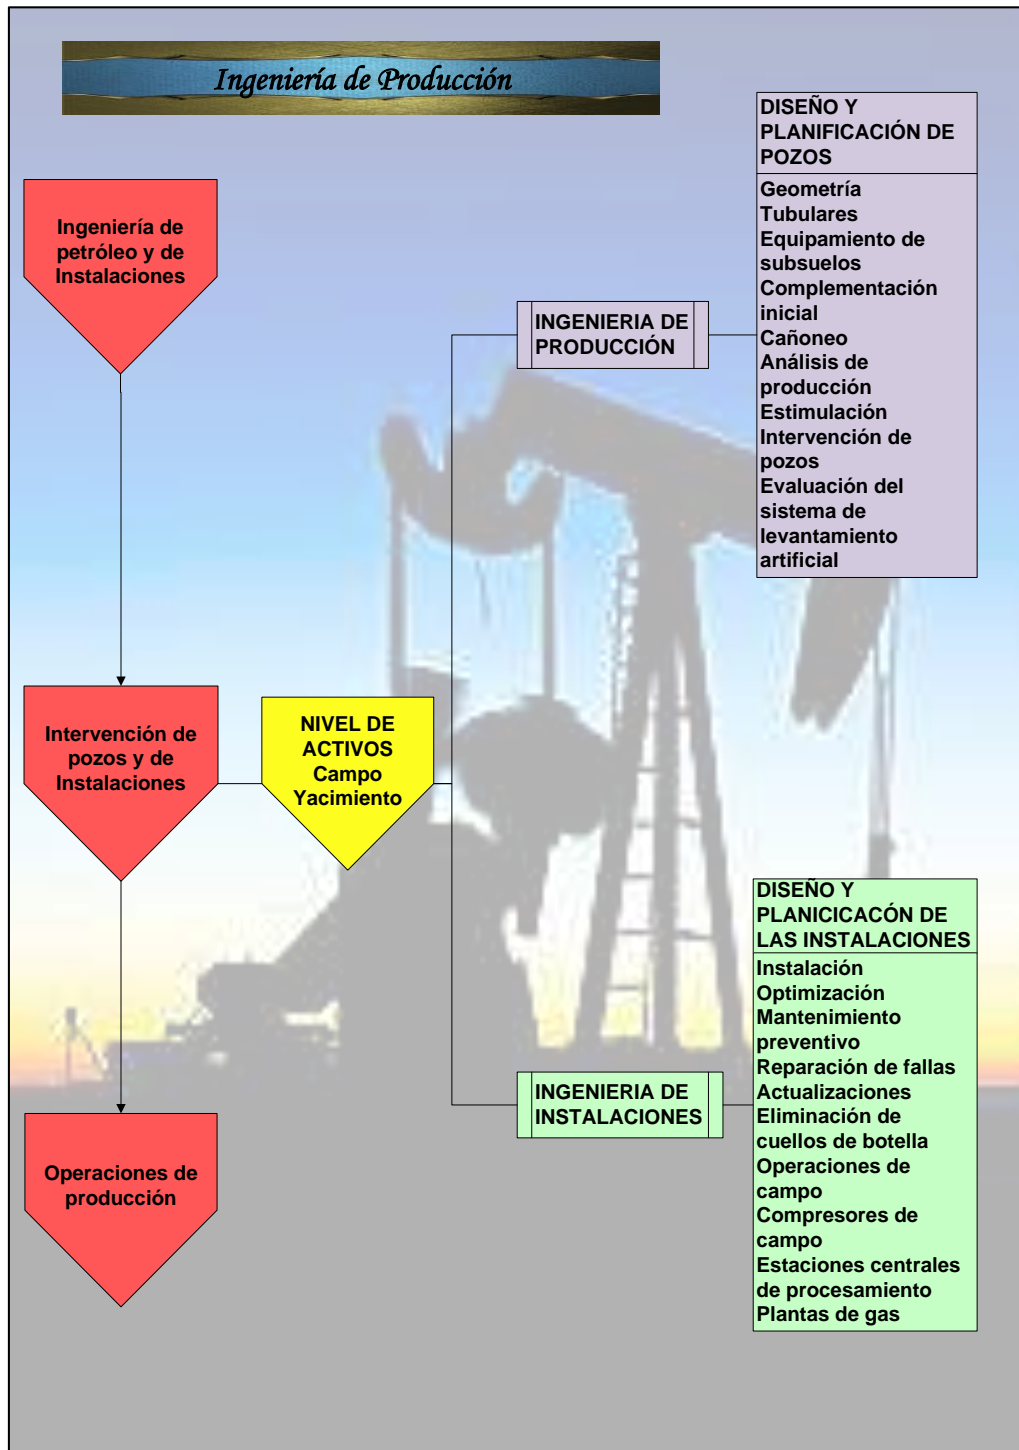 Ingeniería de Producción
Ingeniería de
petróleo y de
Instalaciones
Intervención de
pozos y de
Instalaciones
Operaciones de
producción
NIVEL DE
ACTIVOS
Campo
Yacimiento
INGENIERIA DE
PRODUCCIÓN
DISEÑO Y
PLANIFICACIÓN DE
POZOS
Geometría
Tubulares
Equipamiento de
subsuelos
Complementación
inicial
Cañoneo
Análisis de
producción
Estimulación
Intervención de
pozos
Evaluación del
sistema de
levantamiento
artificial
INGENIERIA DE
INSTALACIONES
DISEÑO Y
PLANICICACÓN DE
LAS INSTALACIONES
Instalación
Optimización
Mantenimiento
preventivo
Reparación de fallas
Actualizaciones
Eliminación de
cuellos de botella
Operaciones de
campo
Compresores de
campo
Estaciones centrales
de procesamiento
Plantas de gas